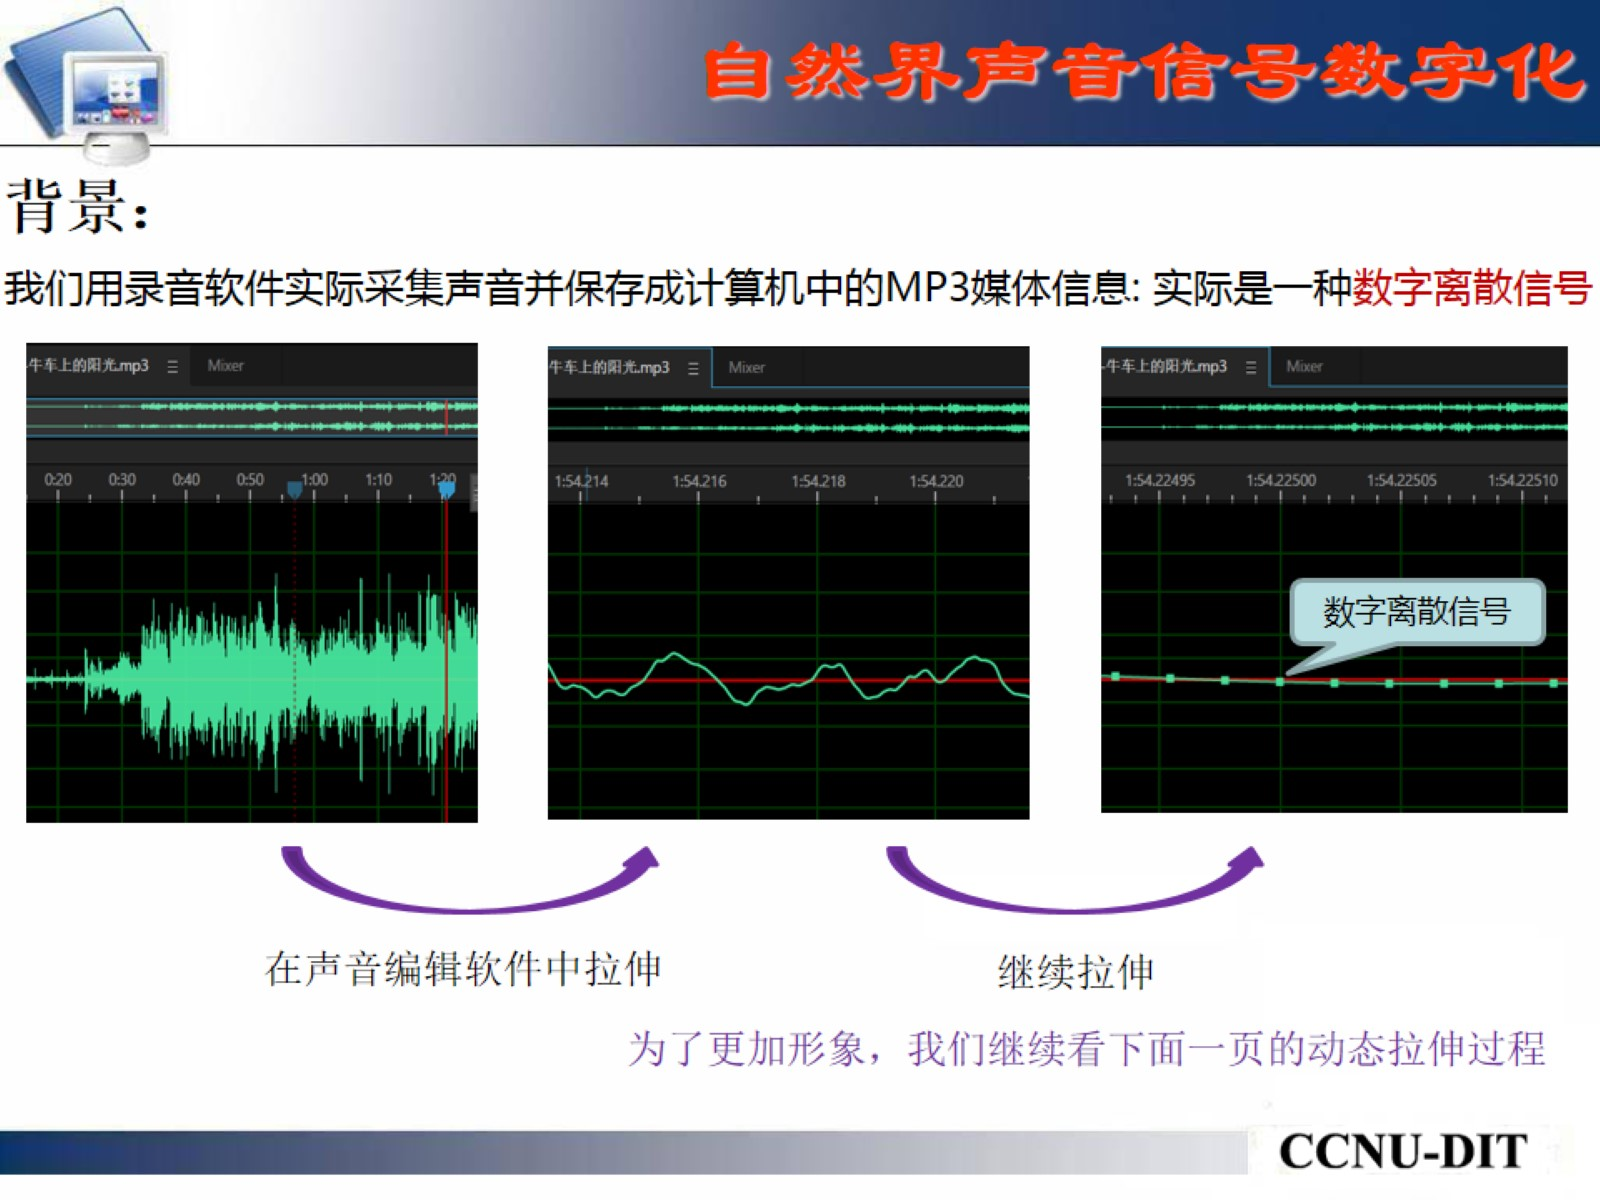 自然界声音信号数字化
背景：
我们用录音软件实际采集声音并保存成计算机中的MP3媒体信息: 实际是一种数字离散信号
-牛车上的阳光.mp3 ☰ Mixer
0:20 0:30 0:40 0:50 1:00 1:10 1:20
牛车上的阳光.mp3 ☰ Mixer
1:54.214 1:54.216 1:54.218 1:54.220
-牛车上的阳光.mp3 ☰ Mixer
1:54.22495 1:54.22500 1:54.22505 1:54.22510
数字离散信号
在声音编辑软件中拉伸
继续拉伸
为了更加形象，我们继续看下面一页的动态拉伸过程
CCNU-DIT